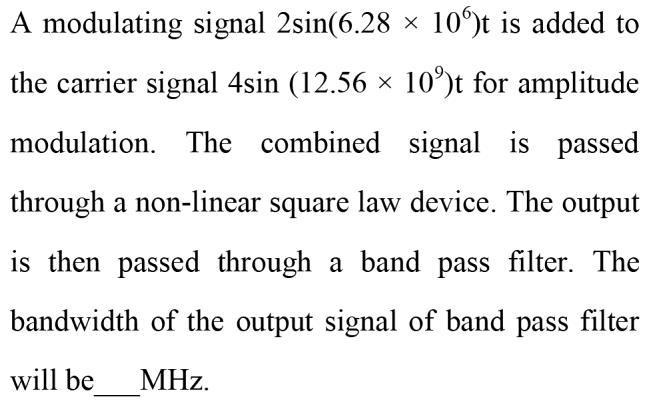 A modulating signal 2sin(6.28 × 10⁶)t is added to
the carrier signal 4sin (12.56 × 10⁹)t for amplitude
modulation. The combined signal is passed
through a non-linear square law device. The output
is then passed through a band pass filter. The
bandwidth of the output signal of band pass filter
will be___MHz.